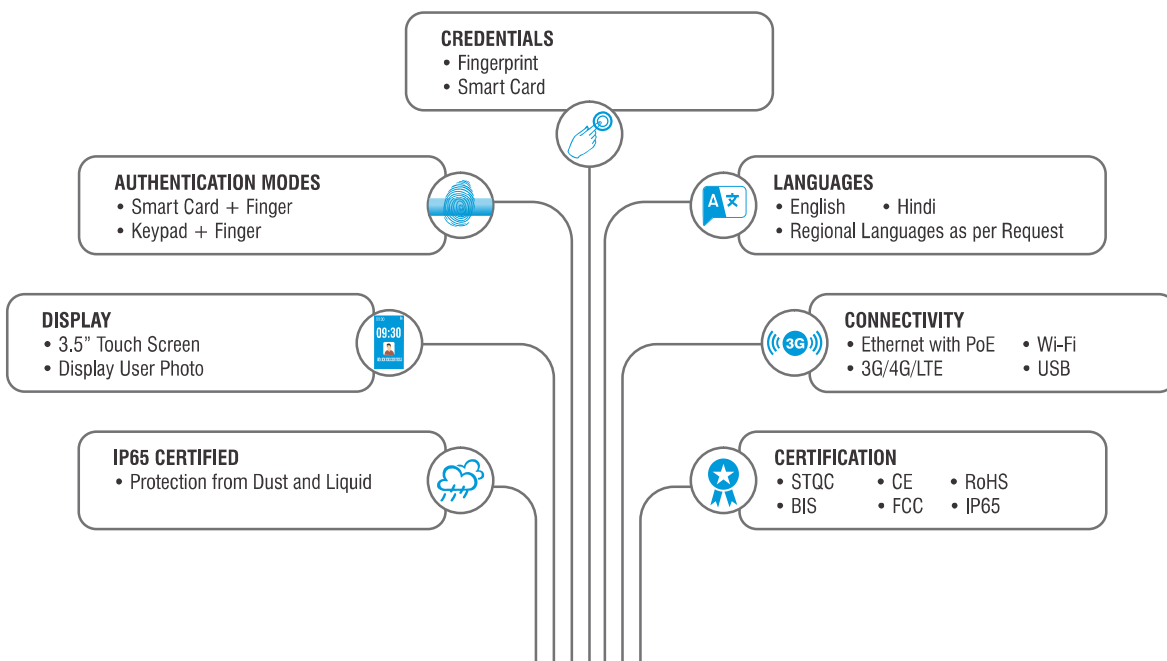 CREDENTIALS
• Fingerprint
• Smart Card
AUTHENTICATION MODES
• Smart Card + Finger
• Keypad + Finger
LANGUAGES
• English • Hindi
• Regional Languages as per Request
DISPLAY
• 3.5” Touch Screen
• Display User Photo
09:30
CONNECTIVITY
• Ethernet with PoE • Wi-Fi
• 3G/4G/LTE • USB
3G
IP65 CERTIFIED
• Protection from Dust and Liquid
CERTIFICATION
• STQC • CE • RoHS
• BIS • FCC • IP65
A 文